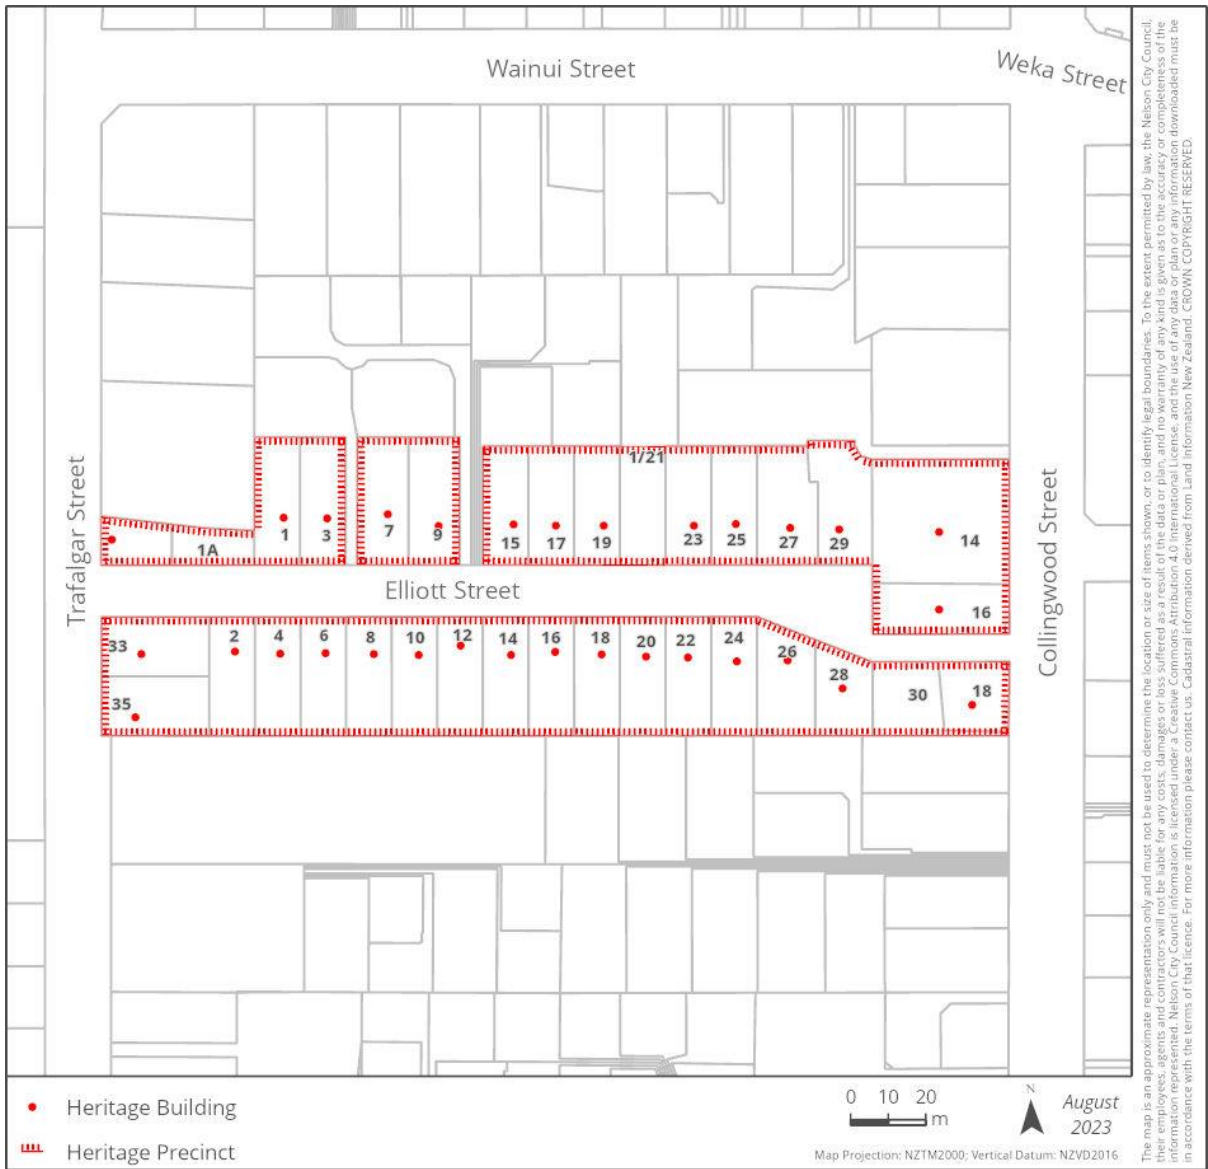 Wainui Street
Weka Street
Trafalgar Street
Collingwood Street
Elliott Street
1/21
1A
1
3
7
9
15
17
19
23
25
27
29
14
16
33
2
4
6
8
10
12
14
16
18
20
22
24
26
28
30
18
35
The map is an approximate representation only and must not be used to determine the location or size of items shown, or to identify legal boundaries. To the extent permitted by law, the Nelson City Council,
their employees, agents and contractors will not be liable for any costs, damages or loss suffered as a result of the data or plan, and no warranty of any kind is given as to the accuracy or completeness of the
information represented. Nelson City Council information is licensed under a Creative Commons Attribution 4.0 International License, and the use of any data or plan or any information downloaded must be
in accordance with the terms of that licence. For more information please contact us. Cadastral information derived from Land Information New Zealand. CROWN COPYRIGHT RESERVED.
Heritage Building
Heritage Precinct
0 10 20
m
N
August
2023
Map Projection: NZTM2000; Vertical Datum: NZVD2016